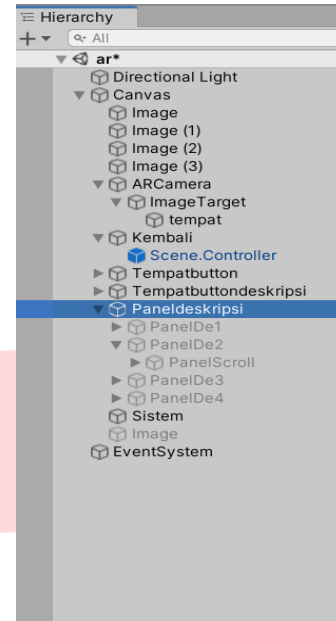 Hierarchy
All
ar*
Directional Light
Canvas
Image
Image (1)
Image (2)
Image (3)
ARCamera
ImageTarget
tempat
Kembali
Scene.Controller
Tempatbutton
Tempatbuttondeskripsi
Paneldeskripsi
PanelDe1
PanelDe2
PanelScroll
PanelDe3
PanelDe4
Sistem
Image
EventSystem